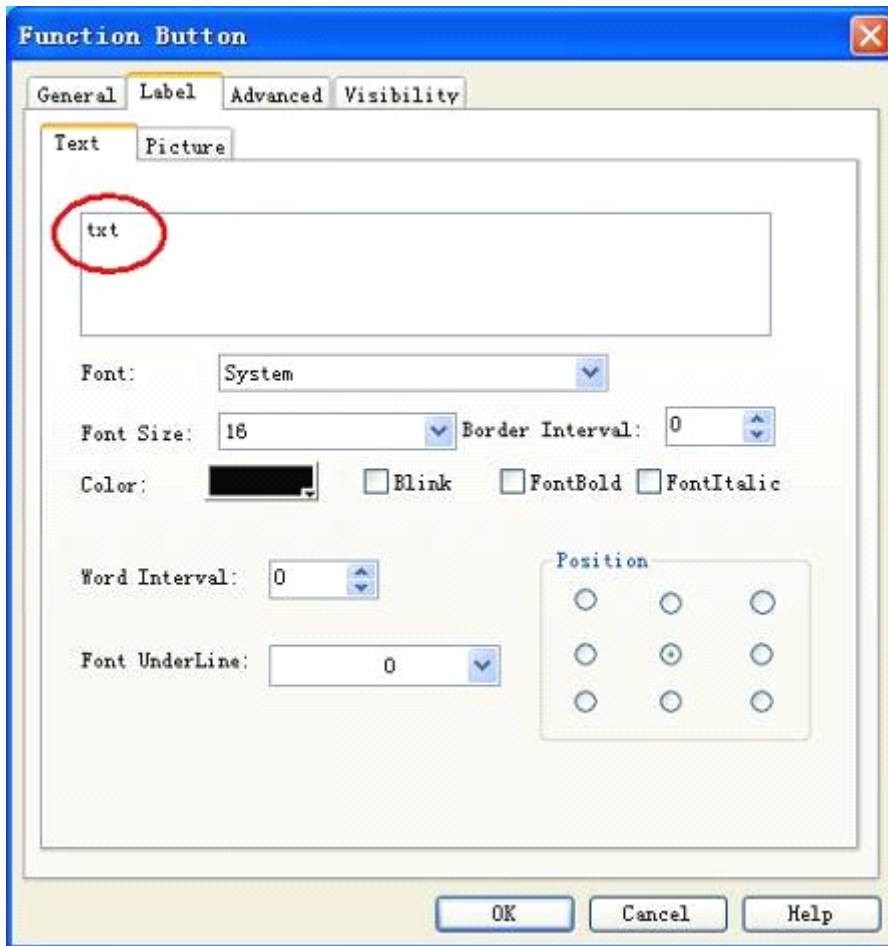 Function Button
General Label Advanced Visibility
Text Picture
txt
Font: System
Font Size: 16 Border Interval: 0
Color: Blink FontBold FontItalic
Word Interval: 0
Position
Font UnderLine: 0
OK Cancel Help